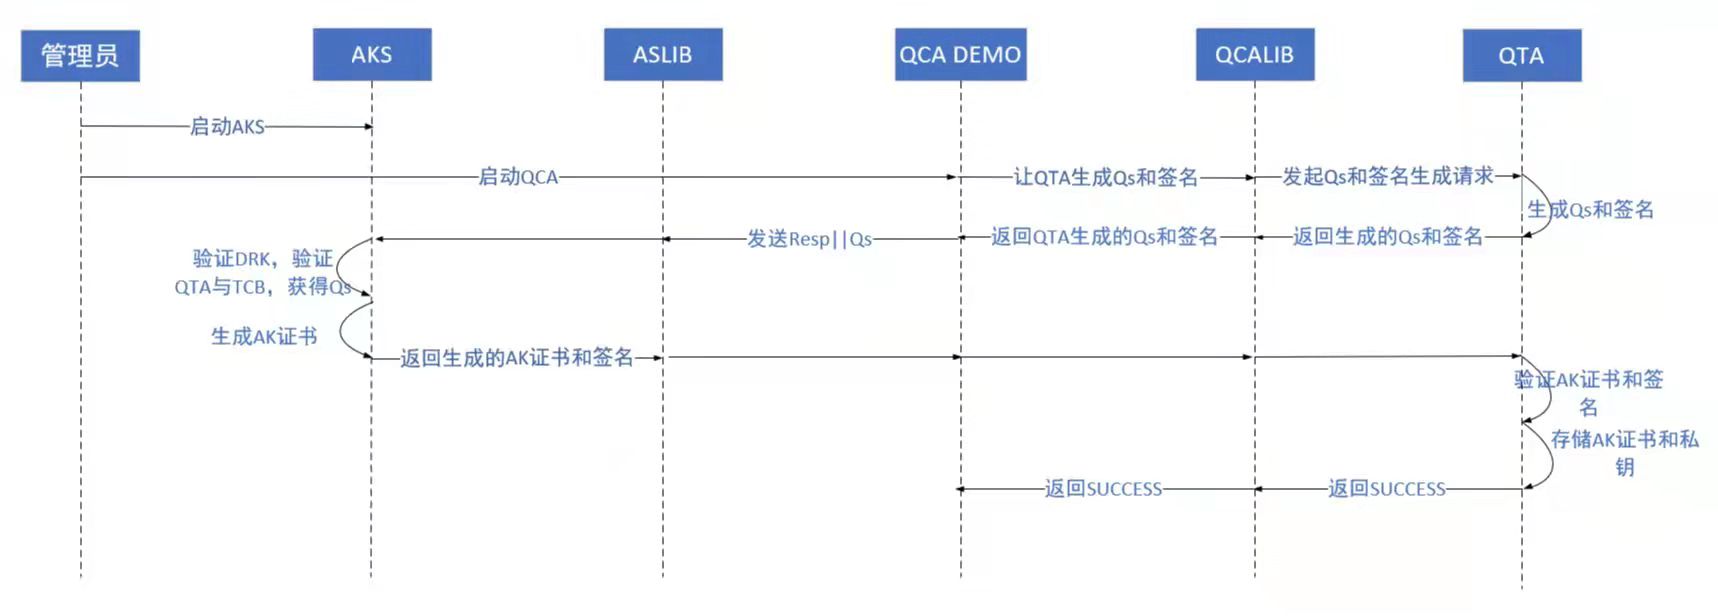 管理员
AKS
ASLIB
QCA DEMO
QCALIB
QTA
启动AKS
启动QCA
让QTA生成Qs和签名
发起Qs和签名生成请求
生成Qs和签名
发送Resp||Qs
返回QTA生成的Qs和签名
返回生成的Qs和签名
验证DRK，验证
QTA与TCB，获得Qs
生成AK证书
返回生成的AK证书和签名
验证AK证书和签
名
存储AK证书和私
钥
返回SUCCESS
返回SUCCESS